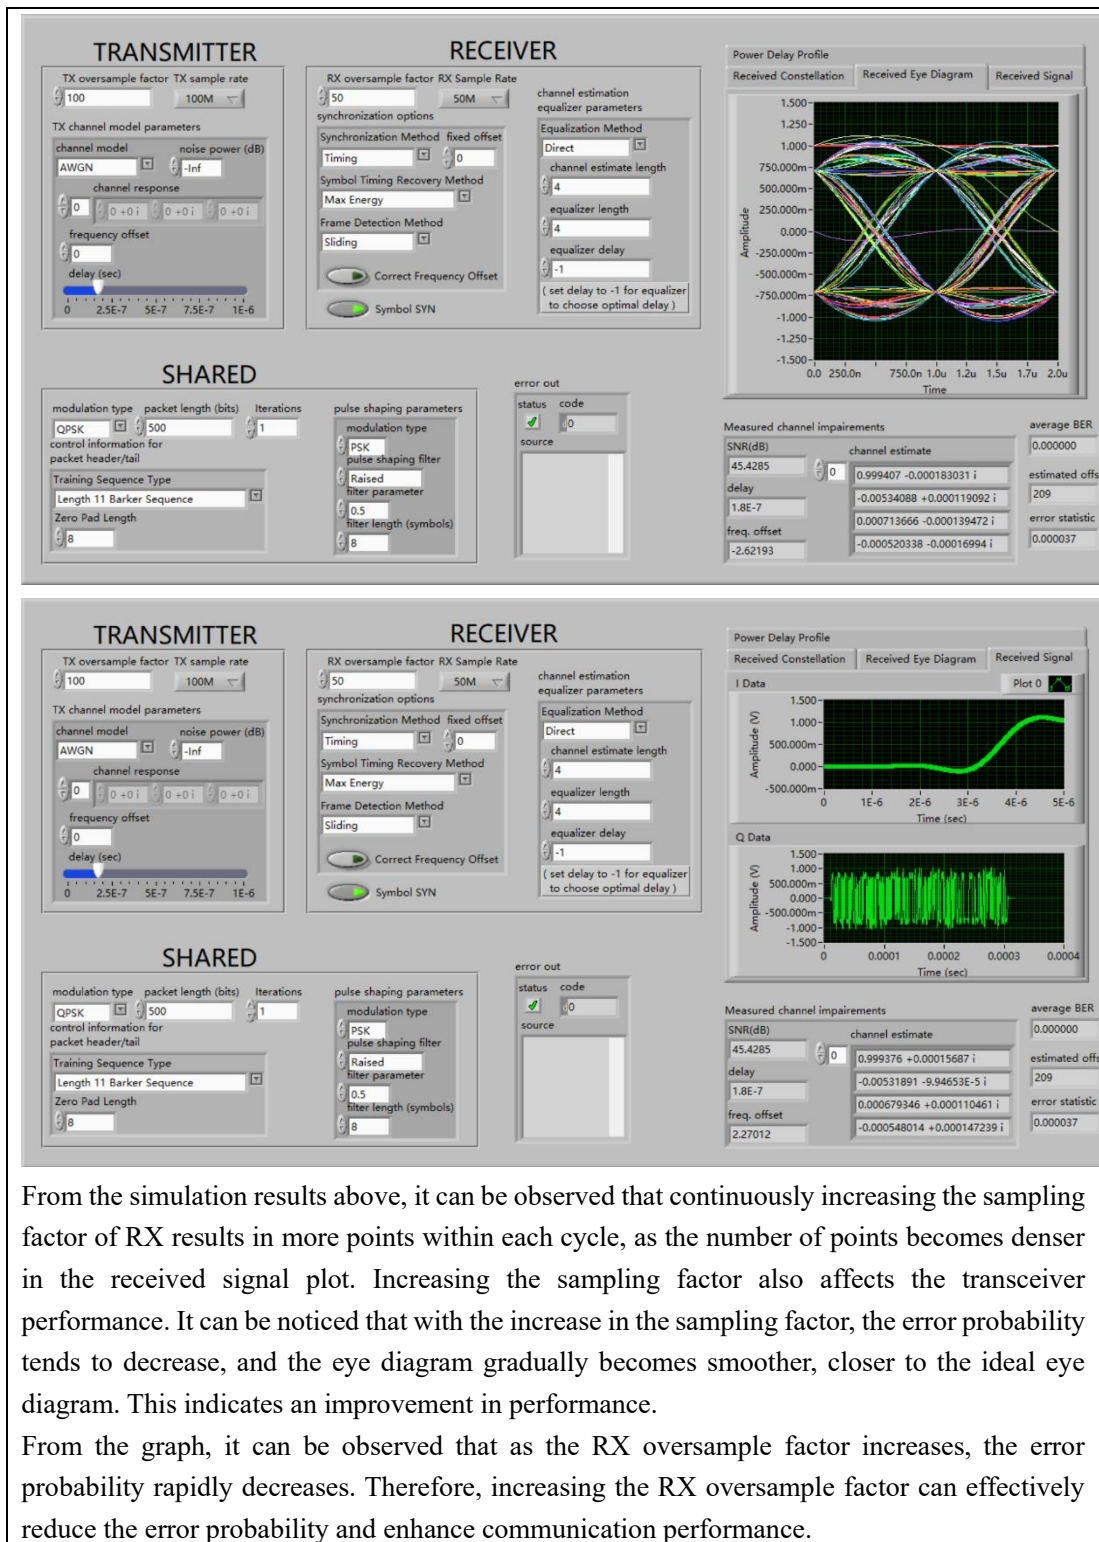 TRANSMITTER
RECEIVER
TX oversample factor TX sample rate
100
100M
TX channel model parameters
channel model
noise power (dB)
AWGN
-Inf
channel response
0
0 +0 i
0 +0 i
0 +0 i
frequency offset
0
delay (sec)
0 2.5E-7 5E-7 7.5E-7 1E-6
RX oversample factor RX Sample Rate
50
50M
synchronization options
Synchronization Method fixed offset
Timing
0
Symbol Timing Recovery Method
Max Energy
Frame Detection Method
Sliding
Correct Frequency Offset
Symbol SYN
channel estimation
equalizer parameters
Equalization Method
Direct
channel estimate length
4
equalizer length
4
equalizer delay
-1
( set delay to -1 for equalizer
to choose optimal delay )
Power Delay Profile
Received Constellation
Received Eye Diagram
Received Signal
1.500
1.250
1.000
750.000m
500.000m
250.000m
0.000
-250.000m
-500.000m
-750.000m
-1.000
-1.250
-1.500
Amplitude
0.0 250.0n 750.0n 1.0u 1.2u 1.5u 1.7u 2.0u
Time
SHARED
modulation type packet length (bits) Iterations
QPSK
500
1
control information for
packet header/tail
Training Sequence Type
Length 11 Barker Sequence
Zero Pad Length
8
pulse shaping parameters
modulation type
PSK
pulse shaping filter
Raised
filter parameter
0.5
filter length (symbols)
8
error out
status code
0
source
Measured channel impairements
SNR(dB)
45.4285
delay
1.8E-7
freq. offset
-2.62193
channel estimate
0
0.999407 -0.000183031 i
-0.00534088 +0.000119092 i
0.000713666 -0.000139472 i
-0.000520338 -0.00016994 i
average BER
0.000000
estimated offs
209
error statistic
0.000037
TRANSMITTER
RECEIVER
TX oversample factor TX sample rate
100
100M
TX channel model parameters
channel model
noise power (dB)
AWGN
-Inf
channel response
0
0 +0 i
0 +0 i
0 +0 i
frequency offset
0
delay (sec)
0 2.5E-7 5E-7 7.5E-7 1E-6
RX oversample factor RX Sample Rate
50
50M
synchronization options
Synchronization Method fixed offset
Timing
0
Symbol Timing Recovery Method
Max Energy
Frame Detection Method
Sliding
Correct Frequency Offset
Symbol SYN
channel estimation
equalizer parameters
Equalization Method
Direct
channel estimate length
4
equalizer length
4
equalizer delay
-1
( set delay to -1 for equalizer
to choose optimal delay )
Power Delay Profile
Received Constellation
Received Eye Diagram
Received Signal
I Data
Plot 0
1.500
1.000
500.000m
0.000
-500.000m
Amplitude (V)
0 1E-6 2E-6 3E-6 4E-6 5E-6
Time (sec)
Q Data
1.500
1.000
500.000m
0.000
-500.000m
-1.000
-1.500
Amplitude (V)
0 0.0001 0.0002 0.0003 0.0004
Time (sec)
SHARED
modulation type packet length (bits) Iterations
QPSK
500
1
control information for
packet header/tail
Training Sequence Type
Length 11 Barker Sequence
Zero Pad Length
8
pulse shaping parameters
modulation type
PSK
pulse shaping filter
Raised
filter parameter
0.5
filter length (symbols)
8
error out
status code
0
source
Measured channel impairements
SNR(dB)
45.4285
delay
1.8E-7
freq. offset
2.27012
channel estimate
0
0.999376 +0.00015687 i
-0.00531891 -9.94653E-5 i
0.000679346 +0.000110461 i
-0.000548014 +0.000147239 i
average BER
0.000000
estimated offs
209
error statistic
0.000037
From the simulation results above, it can be observed that continuously increasing the sampling
factor of RX results in more points within each cycle, as the number of points becomes denser
in the received signal plot. Increasing the sampling factor also affects the transceiver
performance. It can be noticed that with the increase in the sampling factor, the error probability
tends to decrease, and the eye diagram gradually becomes smoother, closer to the ideal eye
diagram. This indicates an improvement in performance.
From the graph, it can be observed that as the RX oversample factor increases, the error
probability rapidly decreases. Therefore, increasing the RX oversample factor can effectively
reduce the error probability and enhance communication performance.